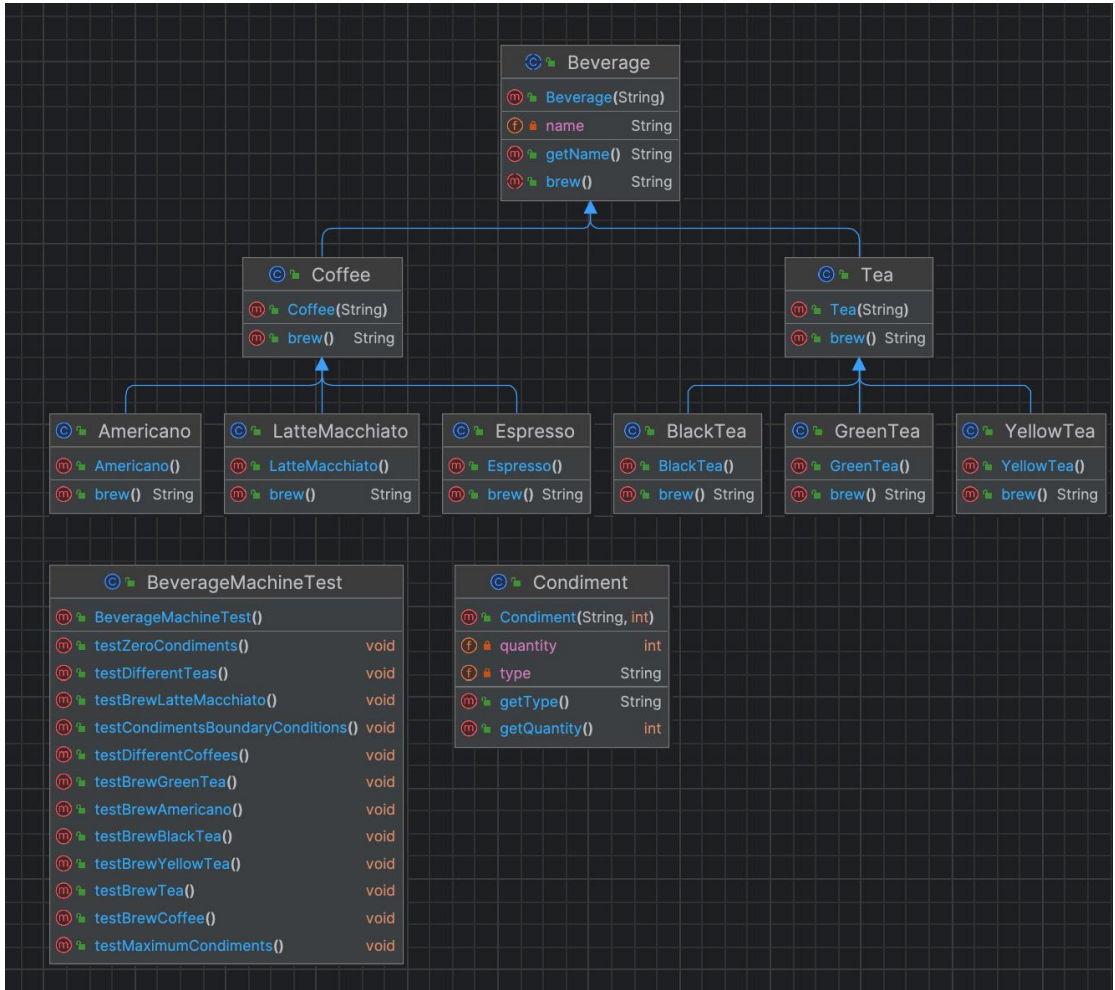 Beverage
Beverage(String)
name String
getName() String
brew() String
Coffee
Coffee(String)
brew() String
Tea
Tea(String)
brew() String
Americano
Americano()
brew() String
LatteMacchiato
LatteMacchiato()
brew() String
Espresso
Espresso()
brew() String
BlackTea
BlackTea()
brew() String
GreenTea
GreenTea()
brew() String
YellowTea
YellowTea()
brew() String
BeverageMachineTest
BeverageMachineTest()
testZeroCondiments() void
testDifferentTeas() void
testBrewLatteMacchiato() void
testCondimentsBoundaryConditions() void
testDifferentCoffees() void
testBrewGreenTea() void
testBrewAmericano() void
testBrewBlackTea() void
testBrewYellowTea() void
testBrewTea() void
testBrewCoffee() void
testMaximumCondiments() void
Condiment
Condiment(String, int)
quantity int
type String
getType() String
getQuantity() int